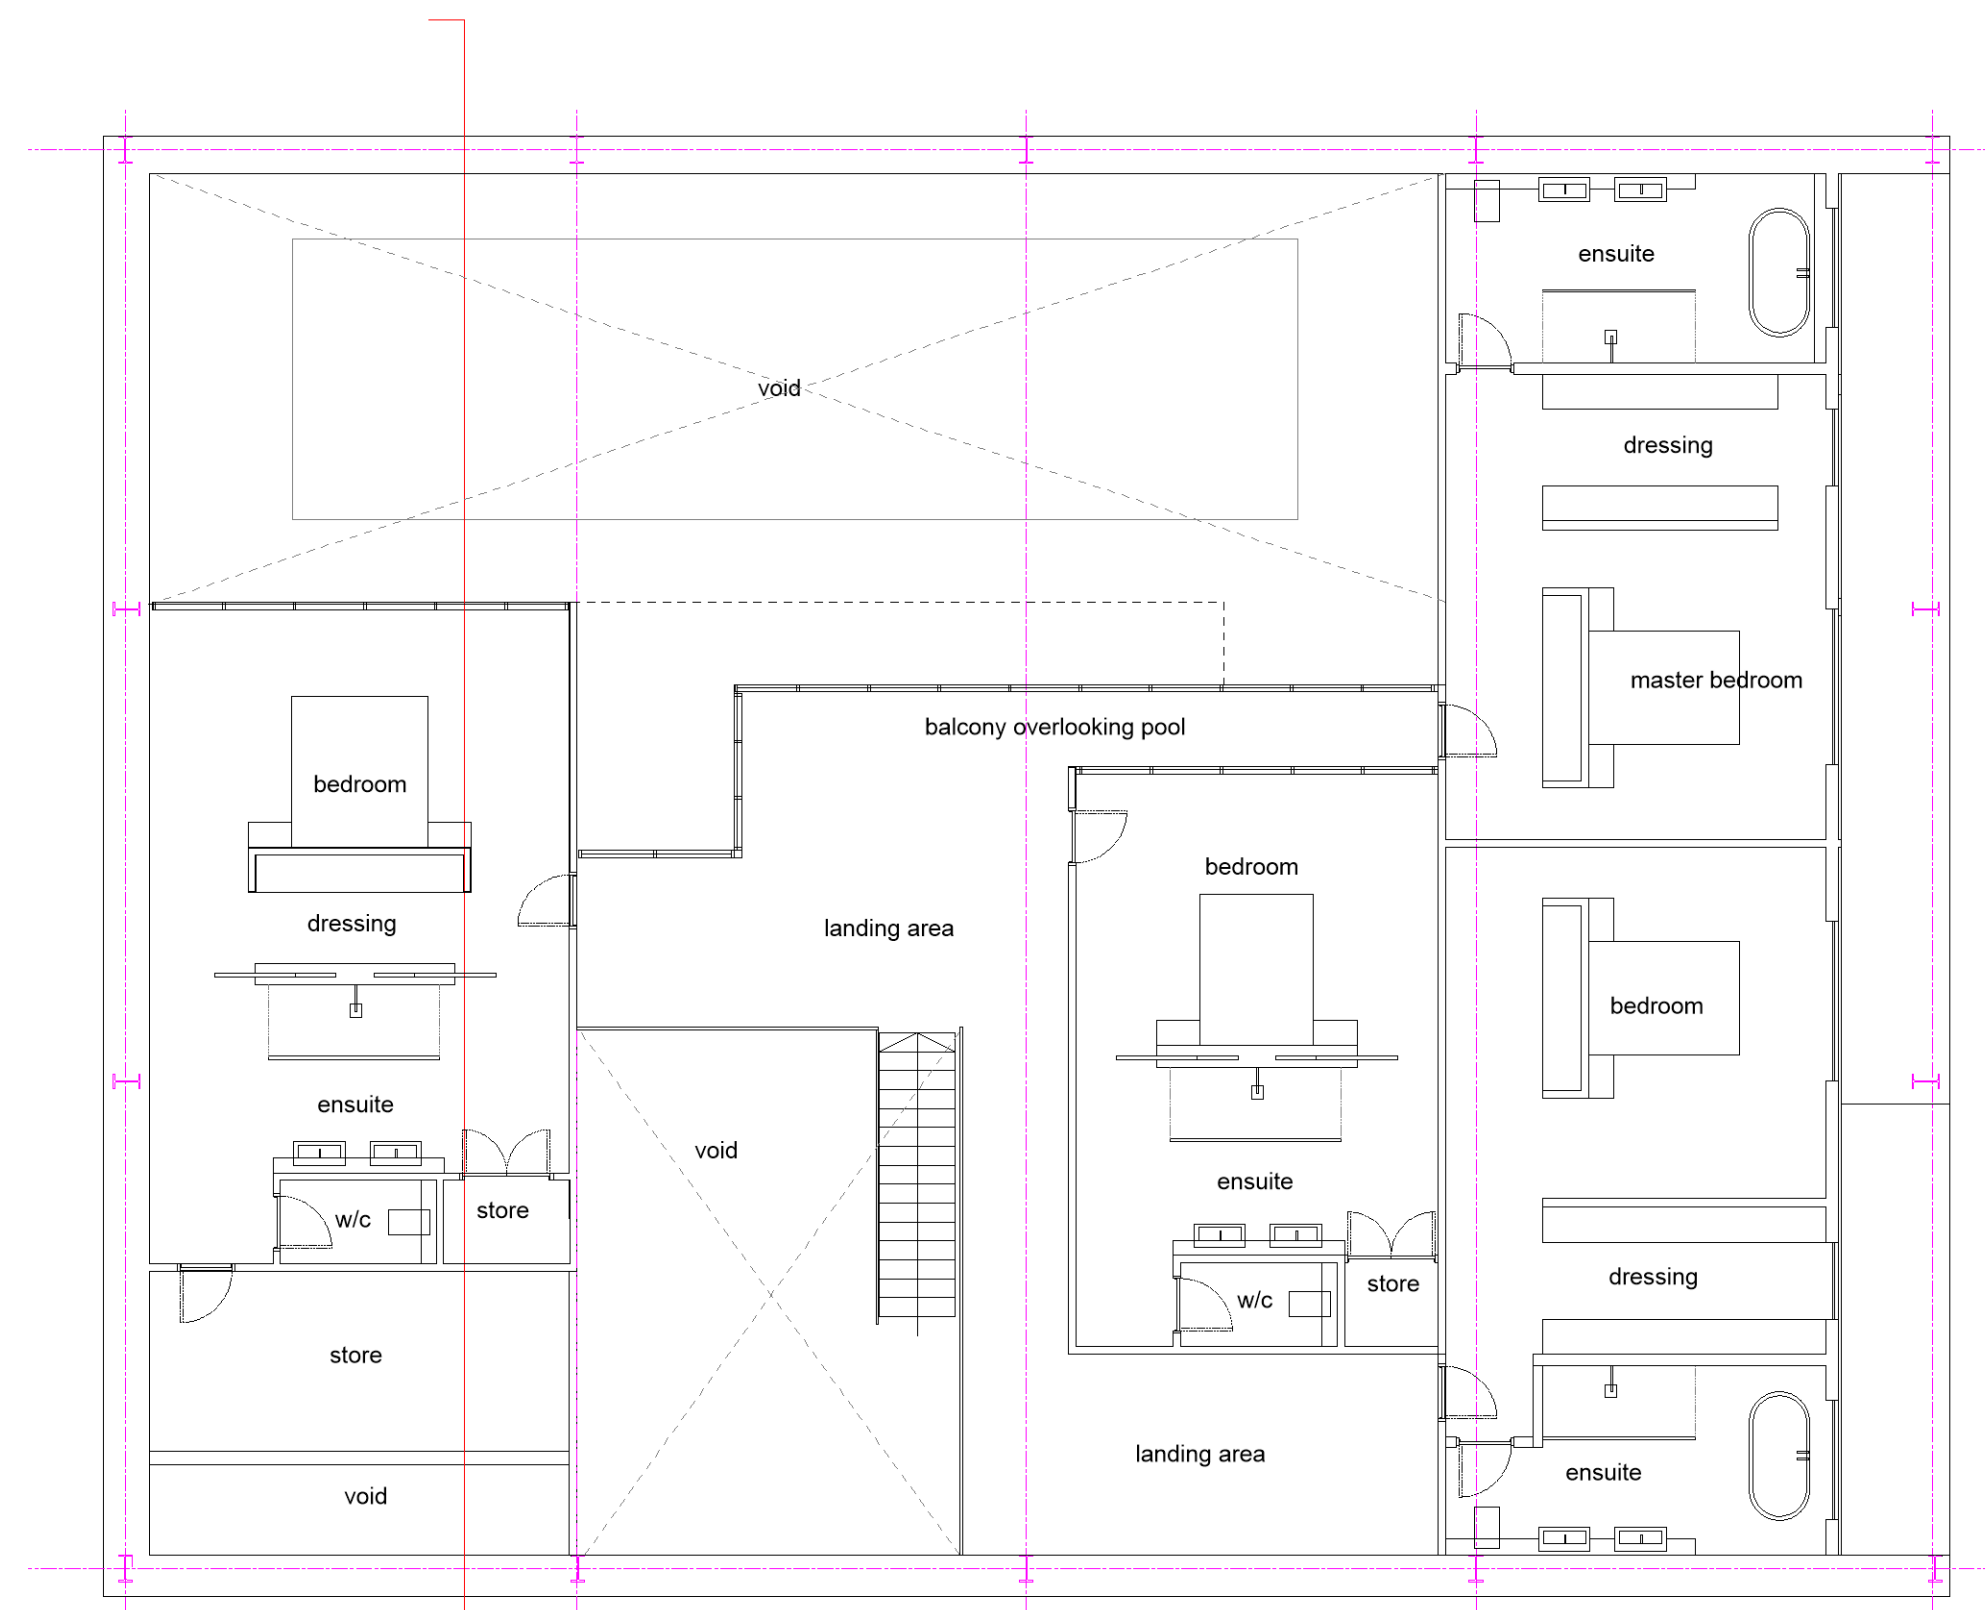 ensuite
void
dressing
master bedroom
balcony overlooking pool
bedroom
bedroom
dressing
landing area
bedroom
ensuite
void
ensuite
store
w/c
dressing
store
w/c
store
landing area
ensuite
void